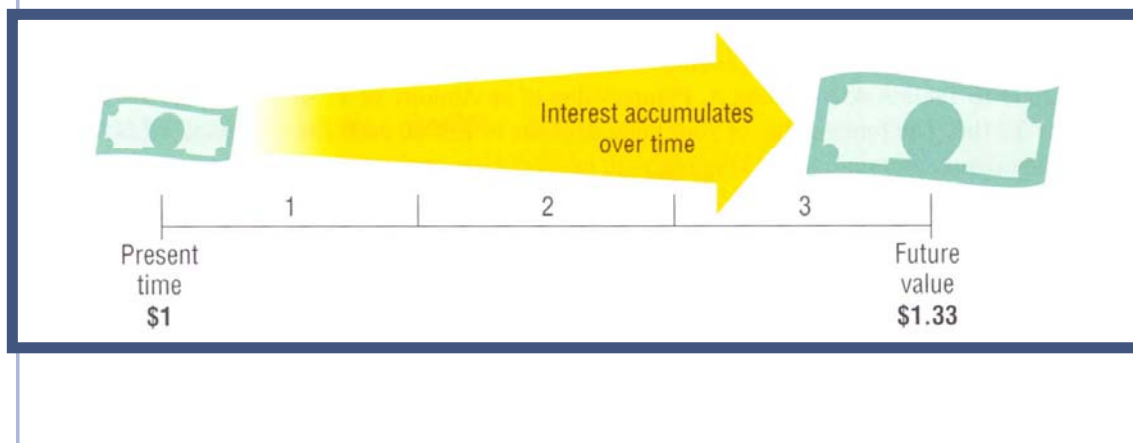 Interest accumulates
over time
1 2 3
Present
time
$1
Future
value
$1.33